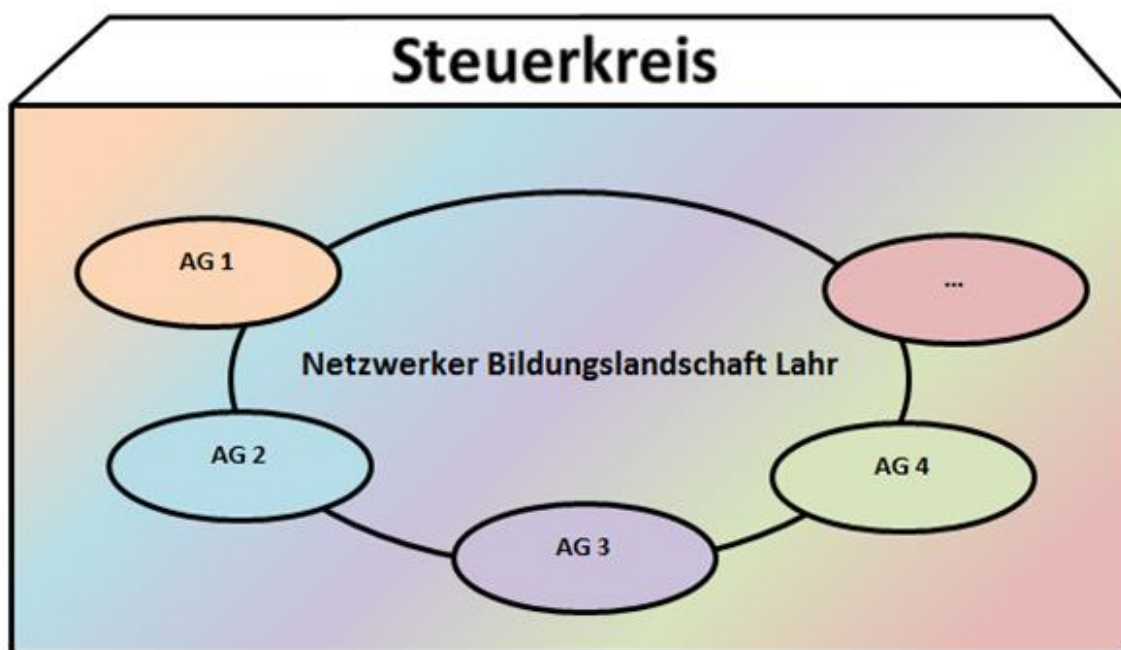 Steuerkreis
AG 1
...
Netzwerker Bildungslandschaft Lahr
AG 2
AG 4
AG 3